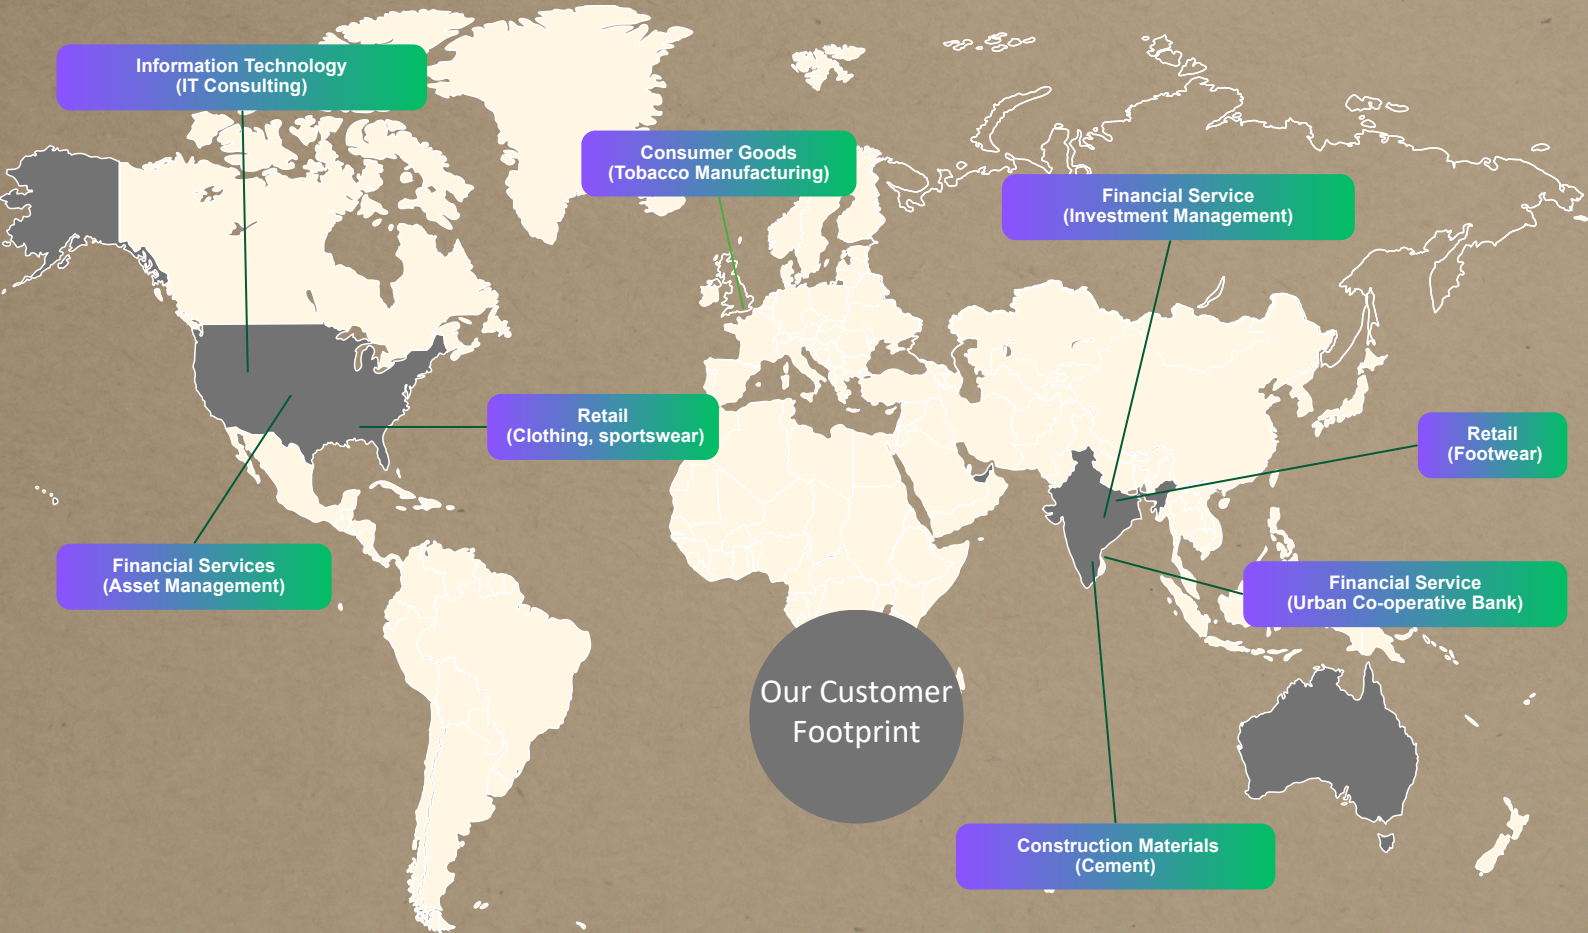 Information Technology
(IT Consulting)
Consumer Goods
(Tobacco Manufacturing)
Financial Service
(Investment Management)
Retail
(Clothing, sportswear)
Retail
(Footwear)
Financial Services
(Asset Management)
Financial Service
(Urban Co-operative Bank)
Our Customer
Footprint
Construction Materials
(Cement)